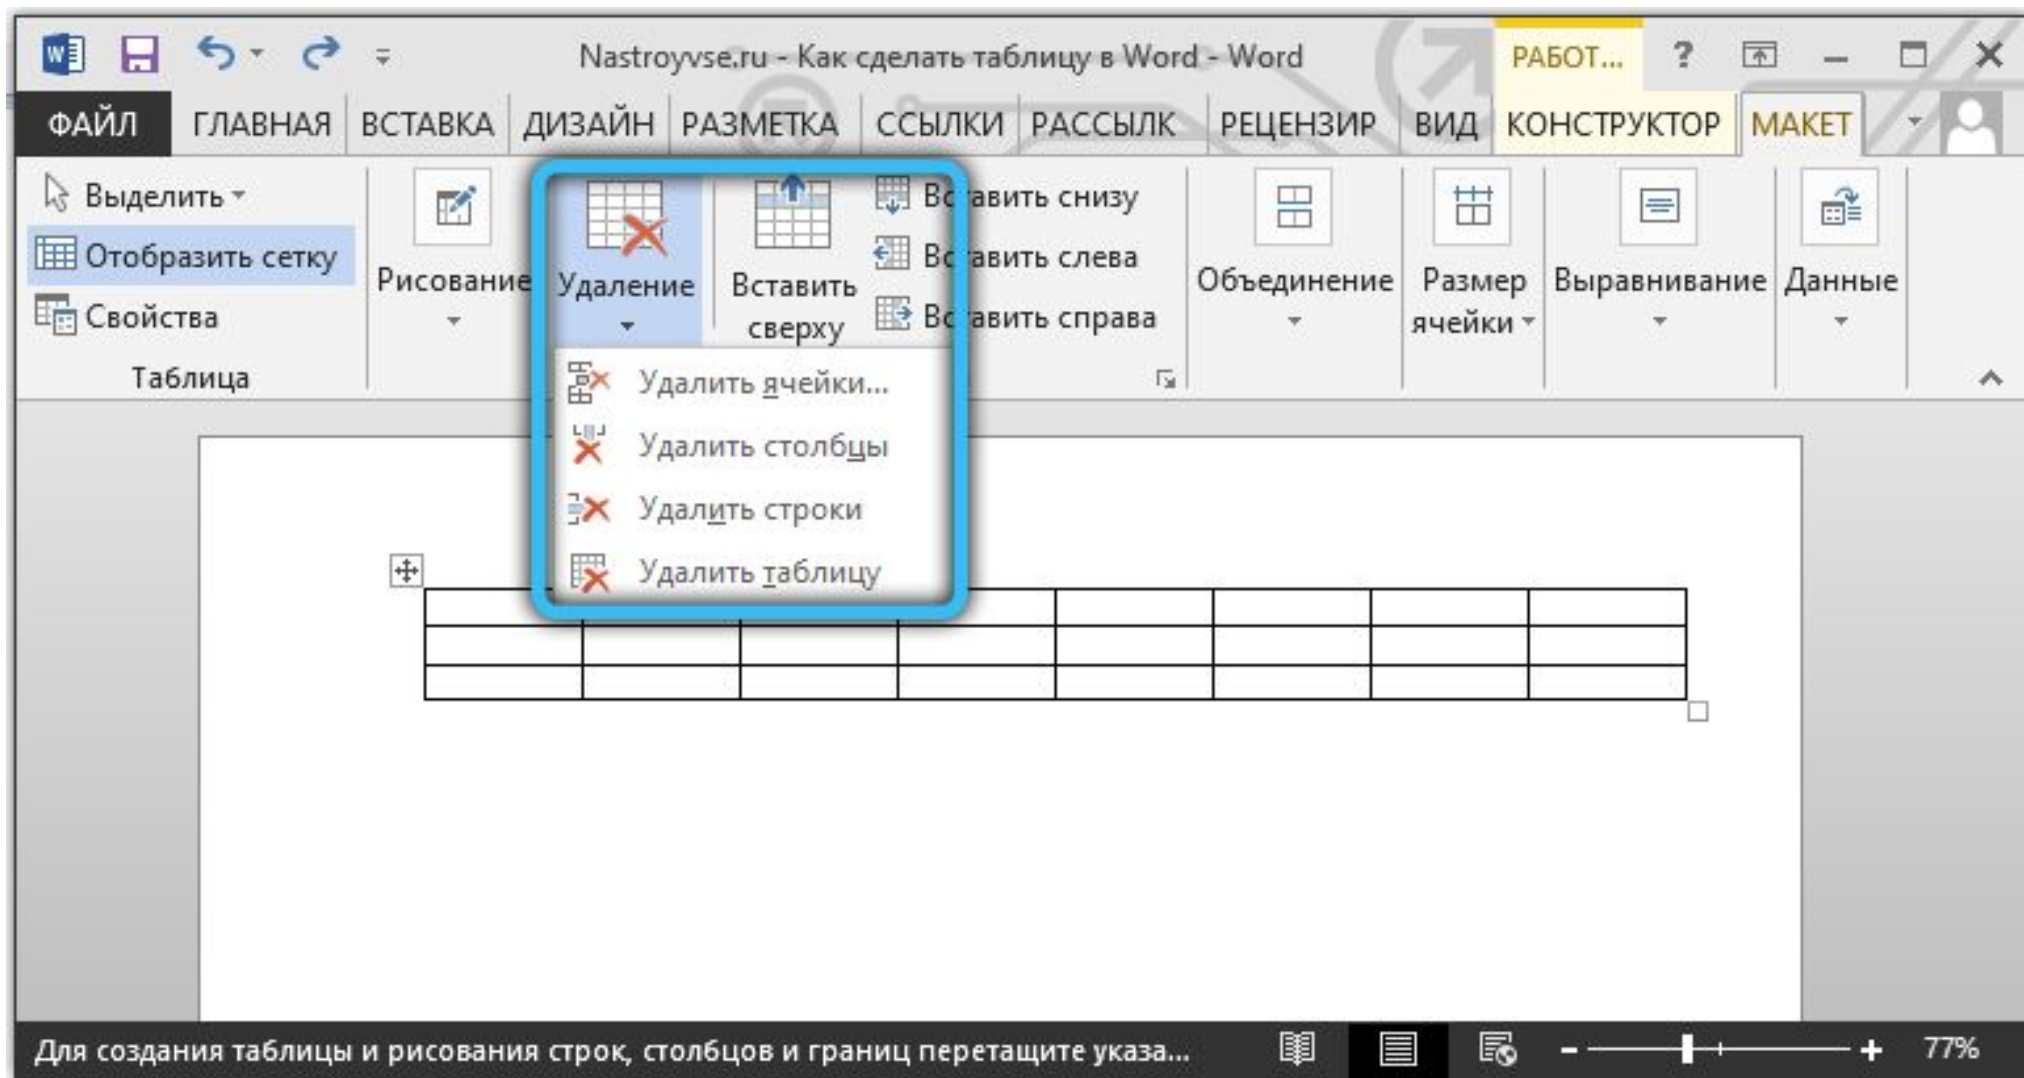 Nastroyvse.ru - Как сделать таблицу в Word - Word
РАБОТ... ?
ФАЙЛ ГЛАВНАЯ ВСТАВКА ДИЗАЙН РАЗМЕТКА ССЫЛКИ РАССЫЛК РЕЦЕНЗИР ВИД КОНСТРУКТОР МАКЕТ
Выделить
Отобразить сетку
Свойства
Таблица
Рисование
Удаление
Вставить
сверху
Вставить снизу
Вставить слева
Вставить справа
Объединение
Размер
ячейки
Выравнивание
Данные
Удалить ячейки...
Удалить столбцы
Удалить строки
Удалить таблицу
Для создания таблицы и рисования строк, столбцов и границ перетащите указа...
77%